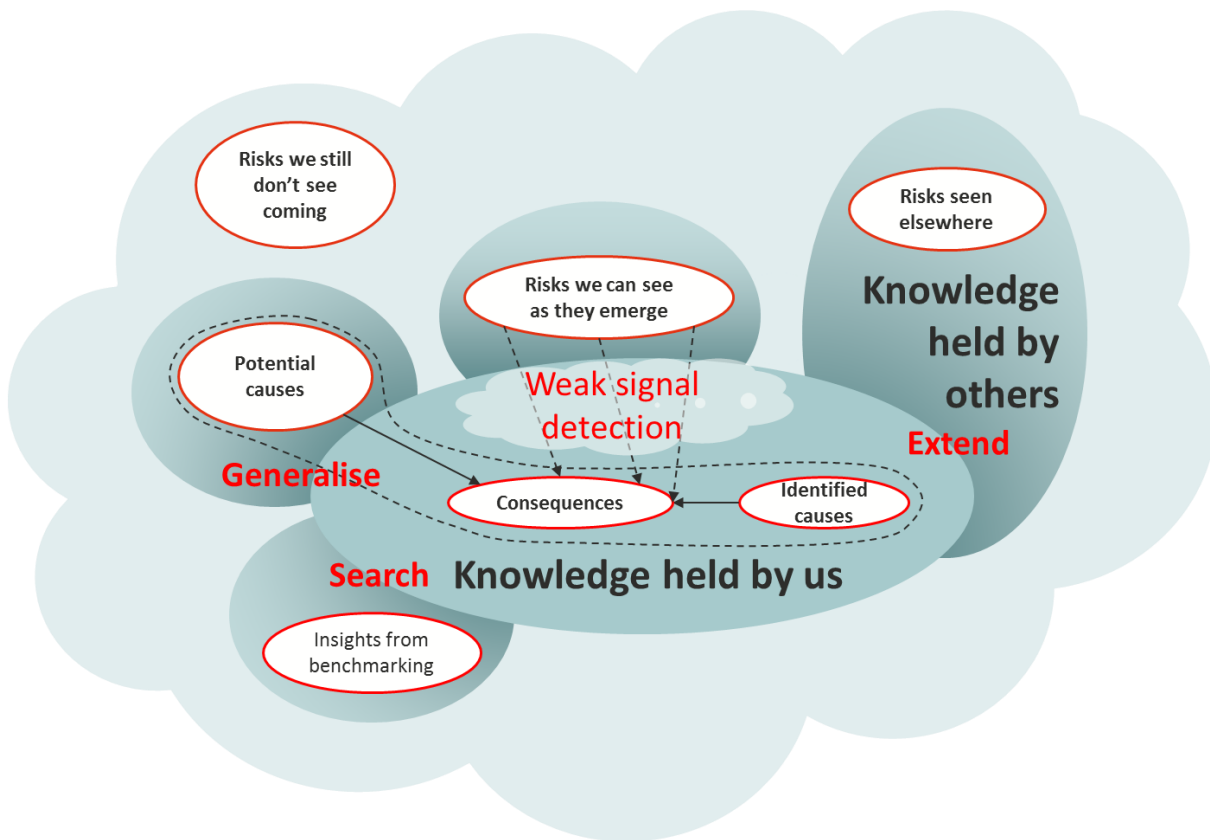 Risks we still
don't see
coming
Risks seen
elsewhere
Risks we can see
as they emerge
Knowledge
held by
others
Potential
causes
Weak signal
detection
Extend
Generalise
Consequences
Identified
causes
Search
Knowledge held by us
Insights from
benchmarking